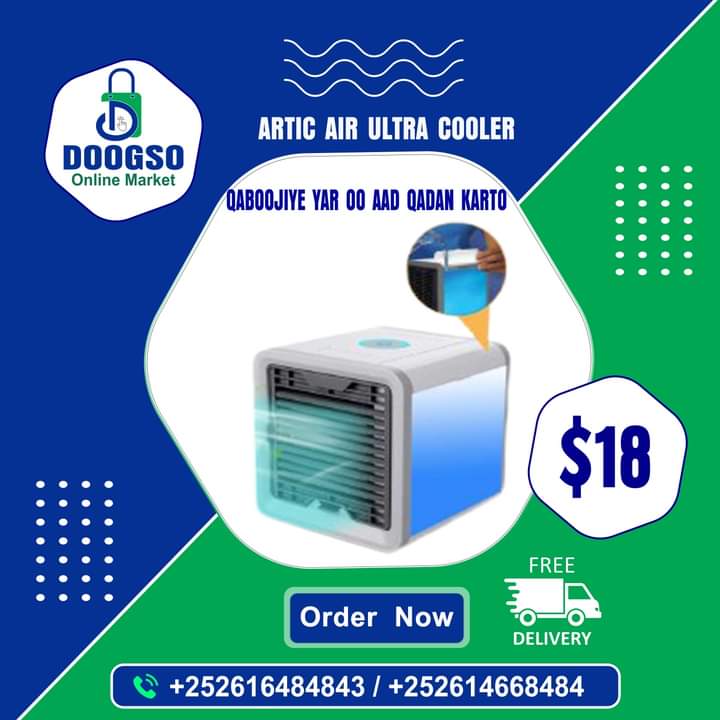 DOOGSO
Online Market
ARTIC AIR ULTRA COOLER
QABOOJIYE YAR OO AAD QADAN KARTO
$18
FREE
DELIVERY
Order Now
+252616484843 / +252614668484